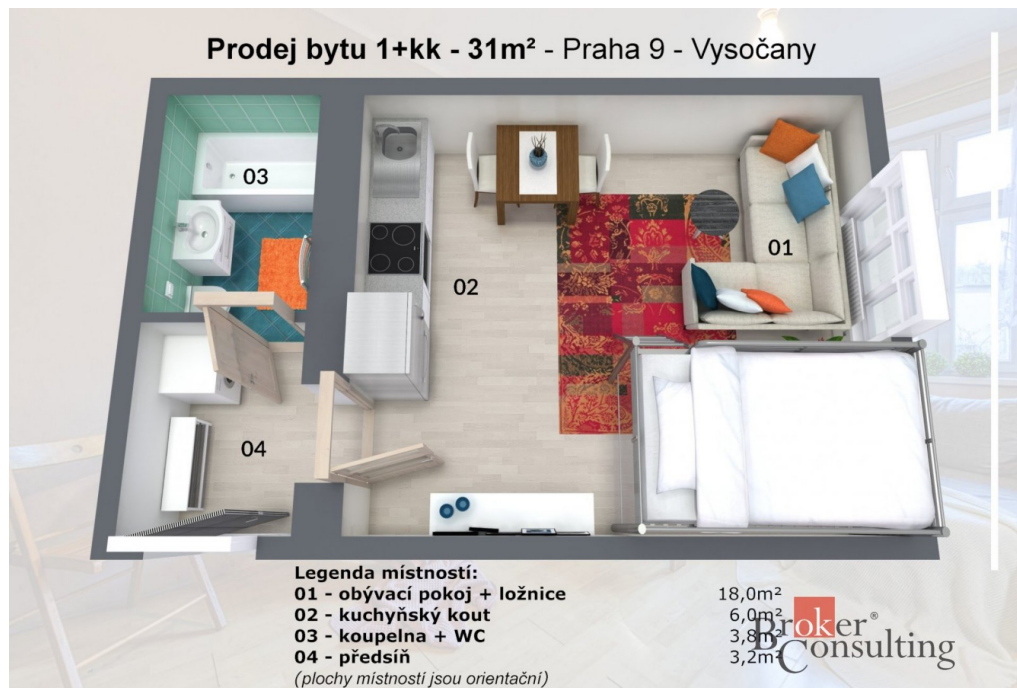 Prodej bytu 1+kk - 31m² - Praha 9 - Vysočany
03
01
02
04
Legenda místností:
01 - obývací pokoj + ložnice 18,0m²
02 - kuchyňský kout 6,0m²
03 - koupelna + WC 3,8m²
04 - předsíň 3,2m²
(plochy místností jsou orientační)
Broker®
Consulting